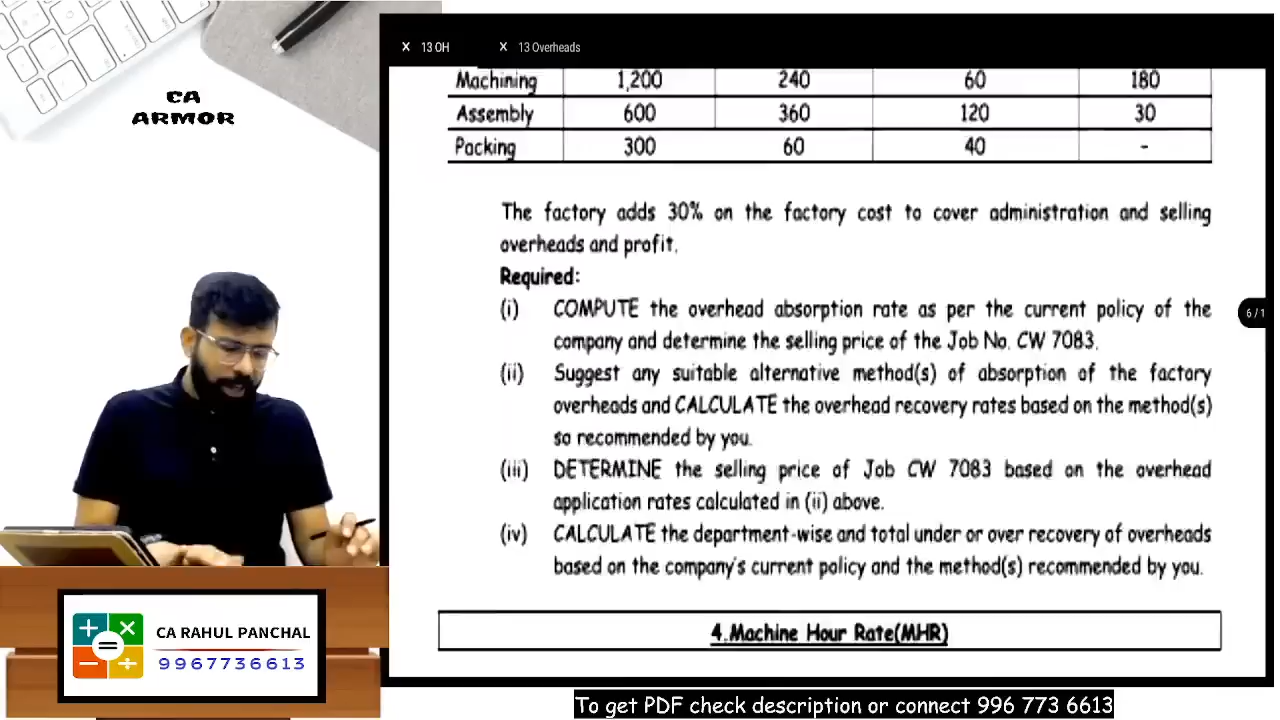 CA
ARMOR
× 13 OH × 13 Overheads
Machining 1,200 240 60 180
Assembly 600 360 120 30
Packing 300 60 40 -
The factory adds 30% on the factory cost to cover administration and selling
overheads and profit.
Required:
(i) COMPUTE the overhead absorption rate as per the current policy of the
company and determine the selling price of the Job No. CW 7083.
(ii) Suggest any suitable alternative method(s) of absorption of the factory
overheads and CALCULATE the overhead recovery rates based on the method(s)
so recommended by you.
(iii) DETERMINE the selling price of Job CW 7083 based on the overhead
application rates calculated in (ii) above.
(iv) CALCULATE the department-wise and total under or over recovery of overheads
based on the company's current policy and the method(s) recommended by you.
6/1
4.Machine Hour Rate(MHR)
CA RAHUL PANCHAL
9967736613
To get PDF check description or connect 996 773 6613